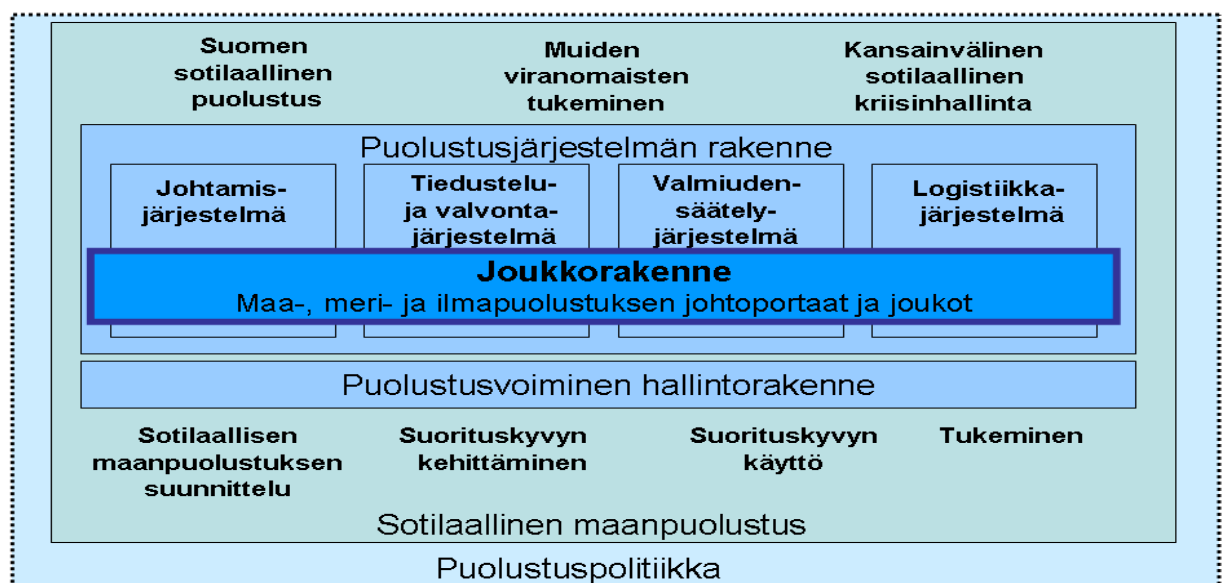 Suomen
sotilaallinen
puolustus
Muiden
viranomaisten
tukeminen
Kansainvälinen
sotilaallinen
kriisinhallinta
Puolustusjärjestelmän rakenne
Johtamis-
järjestelmä
Tiedustelu-
ja valvonta-
järjestelmä
Valmiuden-
säätely-
järjestelmä
Logistiikka-
järjestelmä
Joukkorakenne
Maa-, meri- ja ilmapuolustuksen johtoportaat ja joukot
Puolustusvoiminen hallintorakenne
Sotilaallisen
maanpuolustuksen
suunnittelu
Suorituskyvyn
kehittäminen
Suorituskyvyn
käyttö
Tukeminen
Sotilaallinen maanpuolustus
Puolustuspolitiikka